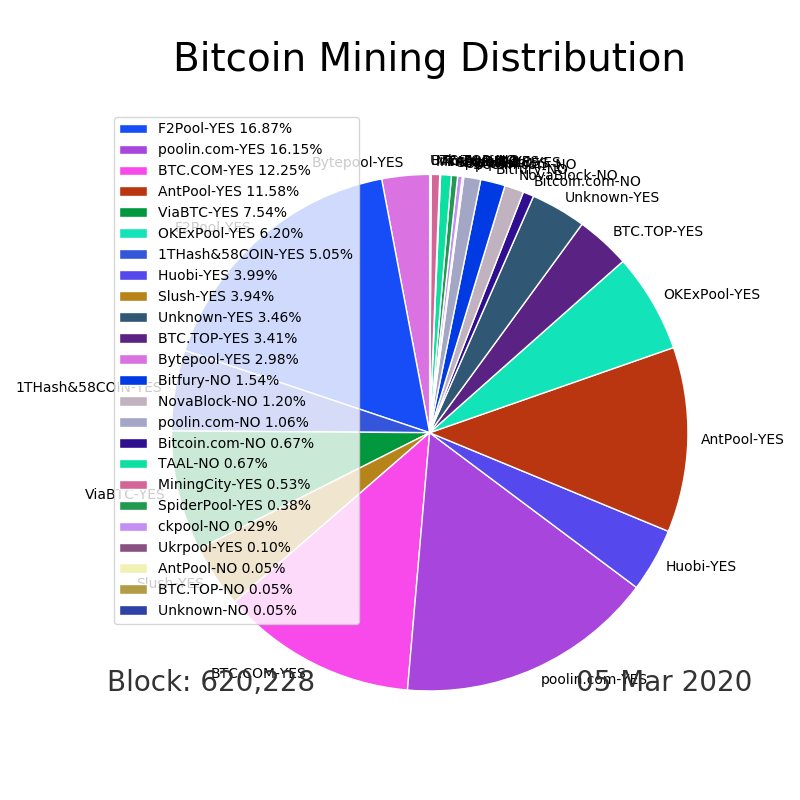 Bitcoin Mining Distribution
F2Pool-YES 16.87%
poolin.com-YES 16.15%
BTC.COM-YES 12.25%
AntPool-YES 11.58%
ViaBTC-YES 7.54%
OKExPool-YES 6.20%
1THash&58COIN-YES 5.05%
Huobi-YES 3.99%
Slush-YES 3.94%
Unknown-YES 3.46%
BTC.TOP-YES 3.41%
Bytepool-YES 2.98%
Bitfury-NO 1.54%
NovaBlock-NO 1.20%
poolin.com-NO 1.06%
Bitcoin.com-NO 0.67%
TAAL-NO 0.67%
MiningCity-YES 0.53%
SpiderPool-YES 0.38%
ckpool-NO 0.29%
Ukrpool-YES 0.10%
AntPool-NO 0.05%
BTC.TOP-NO 0.05%
Unknown-NO 0.05%
Bytepool-YES
F2Pool-YES
1THash&58COIN-YES
ViaBTC-YES
Slush-YES
BTC.COM-YES
poolin.com-YES
Huobi-YES
AntPool-YES
OKExPool-YES
BTC.TOP-YES
Unknown-YES
Bitcoin.com-NO
NovaBlock-NO
Bitfury-NO
Block: 620,228
05 Mar 2020